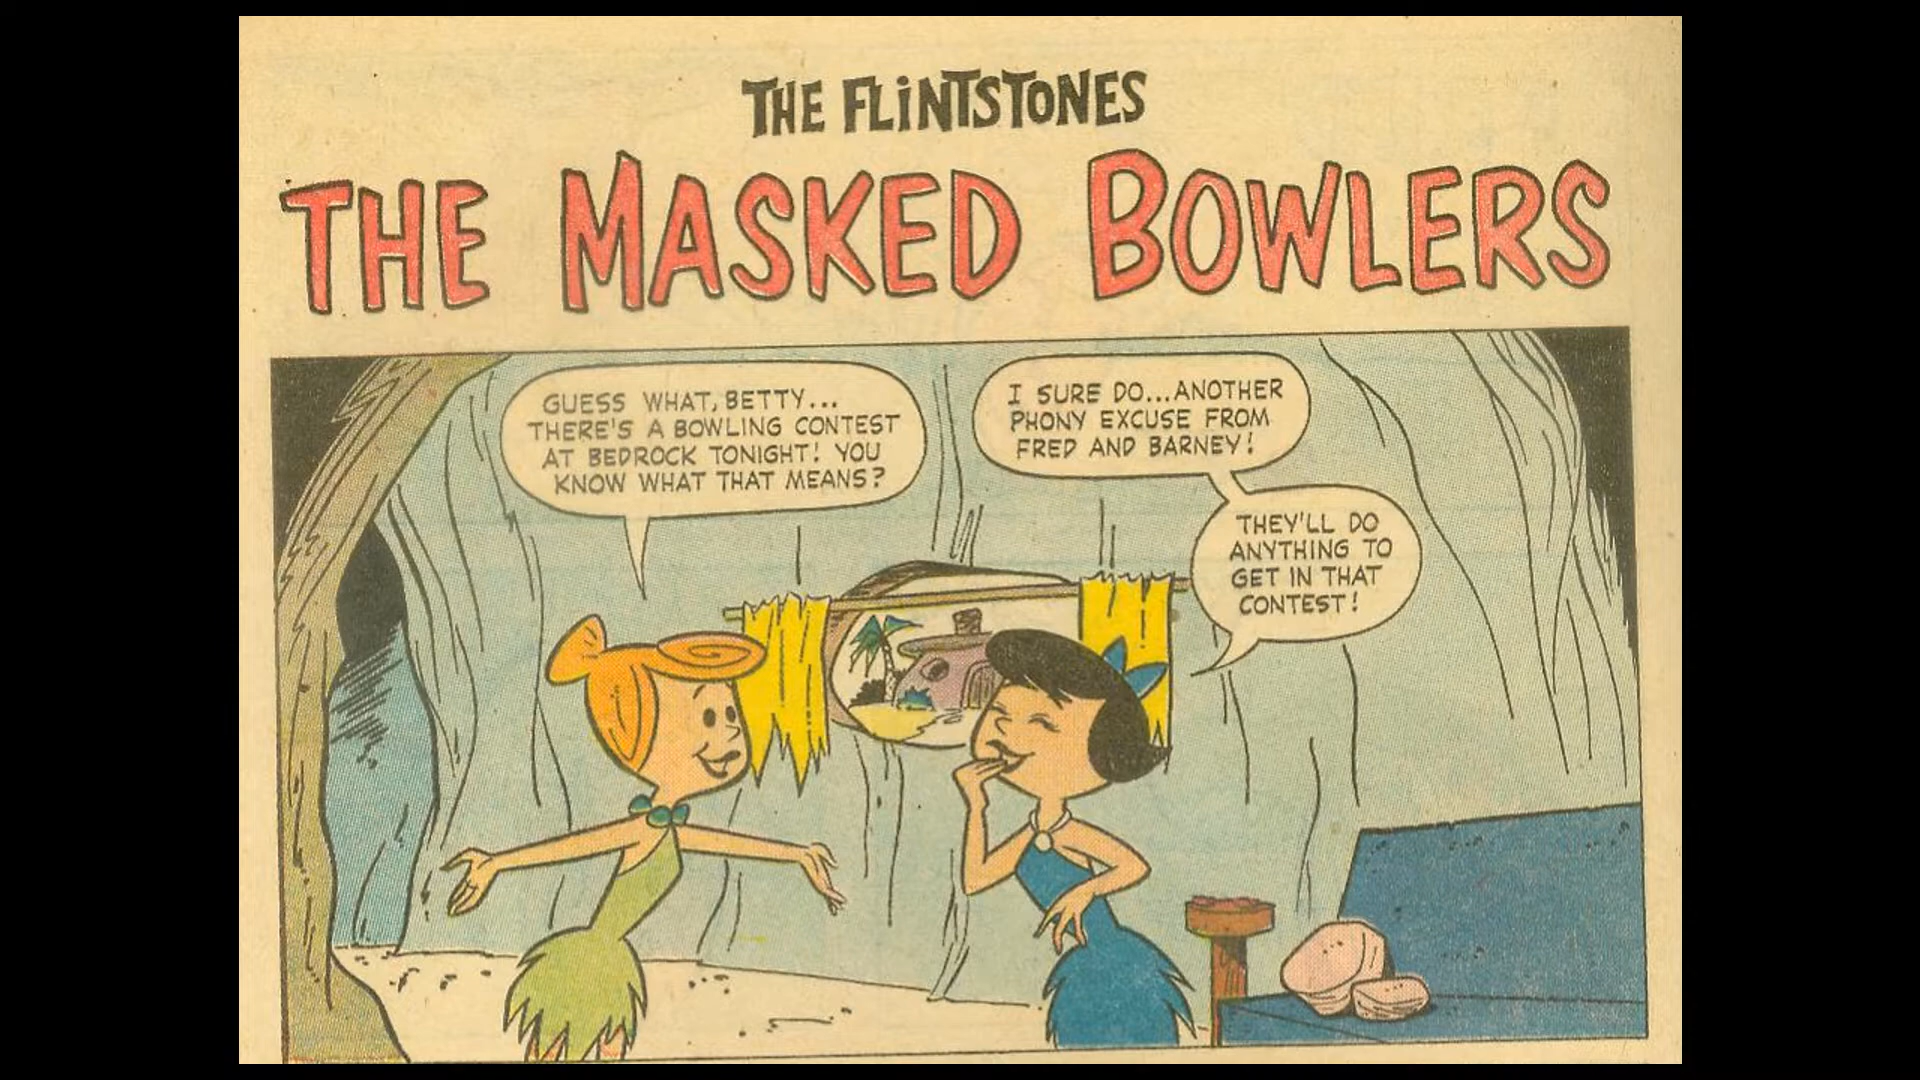 THE FLINTSTONES
THE MASKED BOWLERS
GUESS WHAT, BETTY...
THERE'S A BOWLING CONTEST
AT BEDROCK TONIGHT! YOU
KNOW WHAT THAT MEANS?
I SURE DO...ANOTHER
PHONY EXCUSE FROM
FRED AND BARNEY!
THEY'LL DO
ANYTHING TO
GET IN THAT
CONTEST!